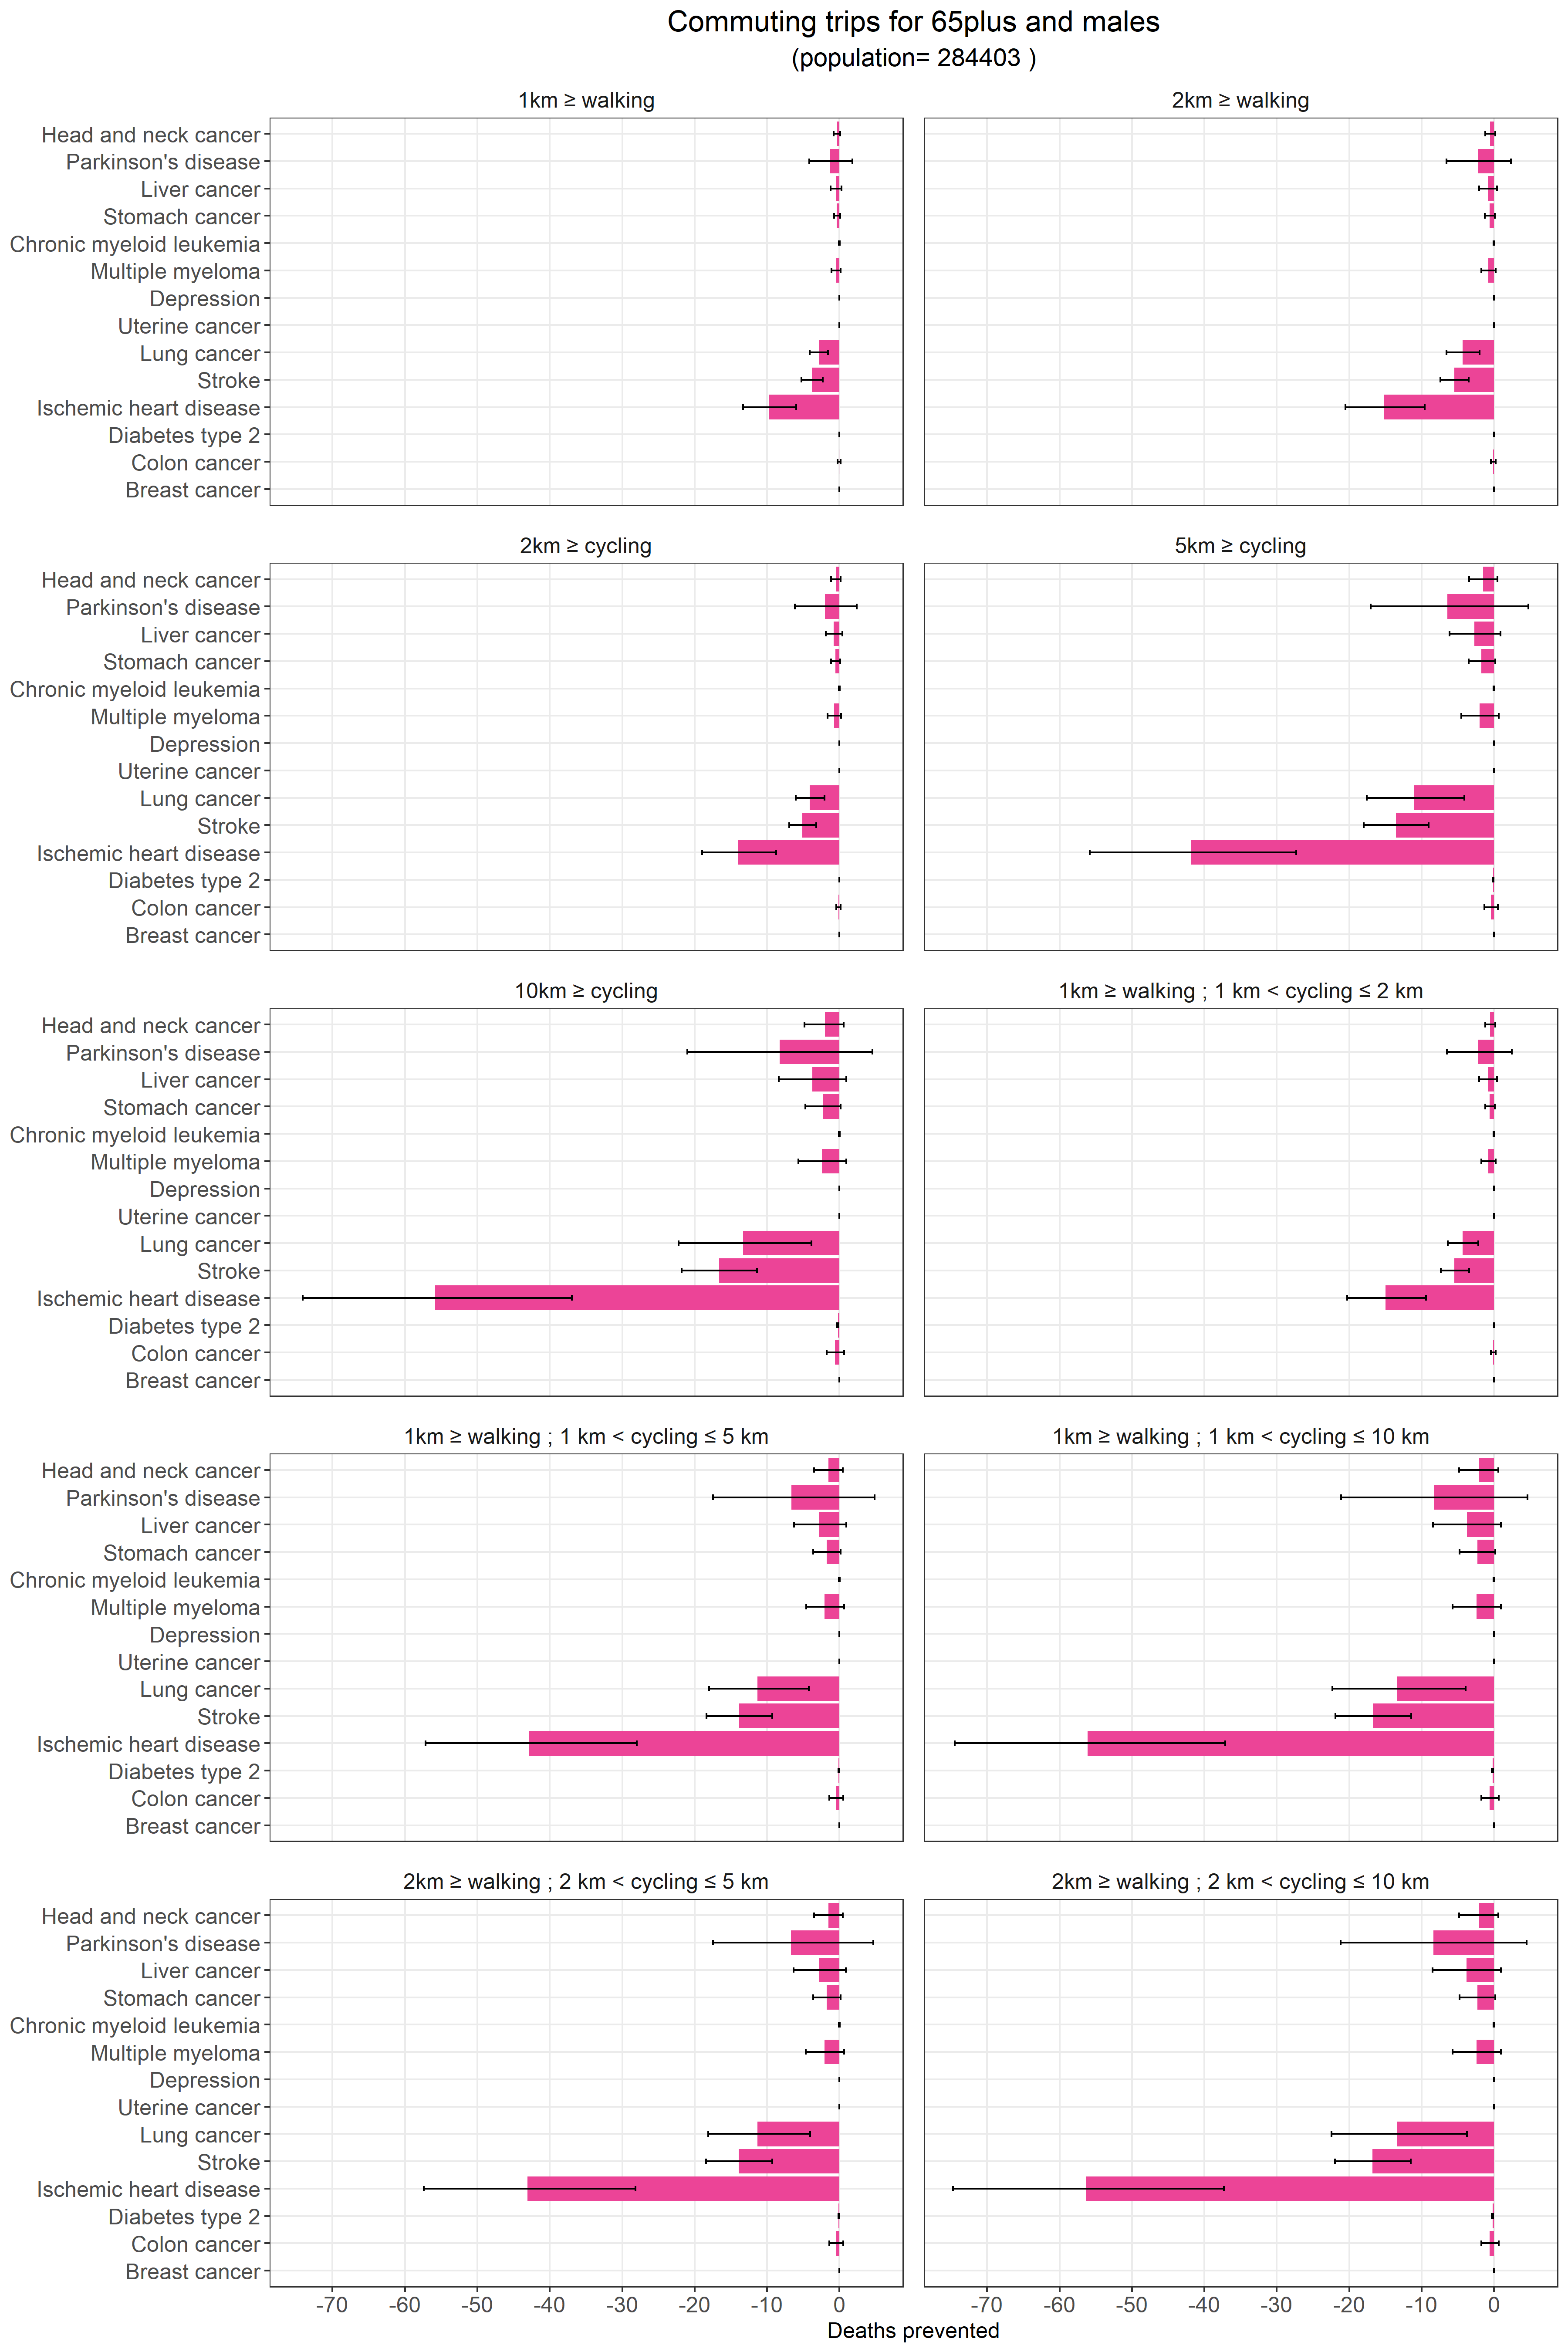 Commuting trips for 65plus and males
(population= 284403 )
1km ≥ walking
2km ≥ walking
Head and neck cancer
Parkinson's disease
Liver cancer
Stomach cancer
Chronic myeloid leukemia
Multiple myeloma
Depression
Uterine cancer
Lung cancer
Stroke
Ischemic heart disease
Diabetes type 2
Colon cancer
Breast cancer
2km ≥ cycling
5km ≥ cycling
Head and neck cancer
Parkinson's disease
Liver cancer
Stomach cancer
Chronic myeloid leukemia
Multiple myeloma
Depression
Uterine cancer
Lung cancer
Stroke
Ischemic heart disease
Diabetes type 2
Colon cancer
Breast cancer
10km ≥ cycling
1km ≥ walking ; 1 km < cycling ≤ 2 km
Head and neck cancer
Parkinson's disease
Liver cancer
Stomach cancer
Chronic myeloid leukemia
Multiple myeloma
Depression
Uterine cancer
Lung cancer
Stroke
Ischemic heart disease
Diabetes type 2
Colon cancer
Breast cancer
1km ≥ walking ; 1 km < cycling ≤ 5 km
1km ≥ walking ; 1 km < cycling ≤ 10 km
Head and neck cancer
Parkinson's disease
Liver cancer
Stomach cancer
Chronic myeloid leukemia
Multiple myeloma
Depression
Uterine cancer
Lung cancer
Stroke
Ischemic heart disease
Diabetes type 2
Colon cancer
Breast cancer
2km ≥ walking ; 2 km < cycling ≤ 5 km
2km ≥ walking ; 2 km < cycling ≤ 10 km
Head and neck cancer
Parkinson's disease
Liver cancer
Stomach cancer
Chronic myeloid leukemia
Multiple myeloma
Depression
Uterine cancer
Lung cancer
Stroke
Ischemic heart disease
Diabetes type 2
Colon cancer
Breast cancer
-70 -60 -50 -40 -30 -20 -10 0
-70 -60 -50 -40 -30 -20 -10 0
Deaths prevented